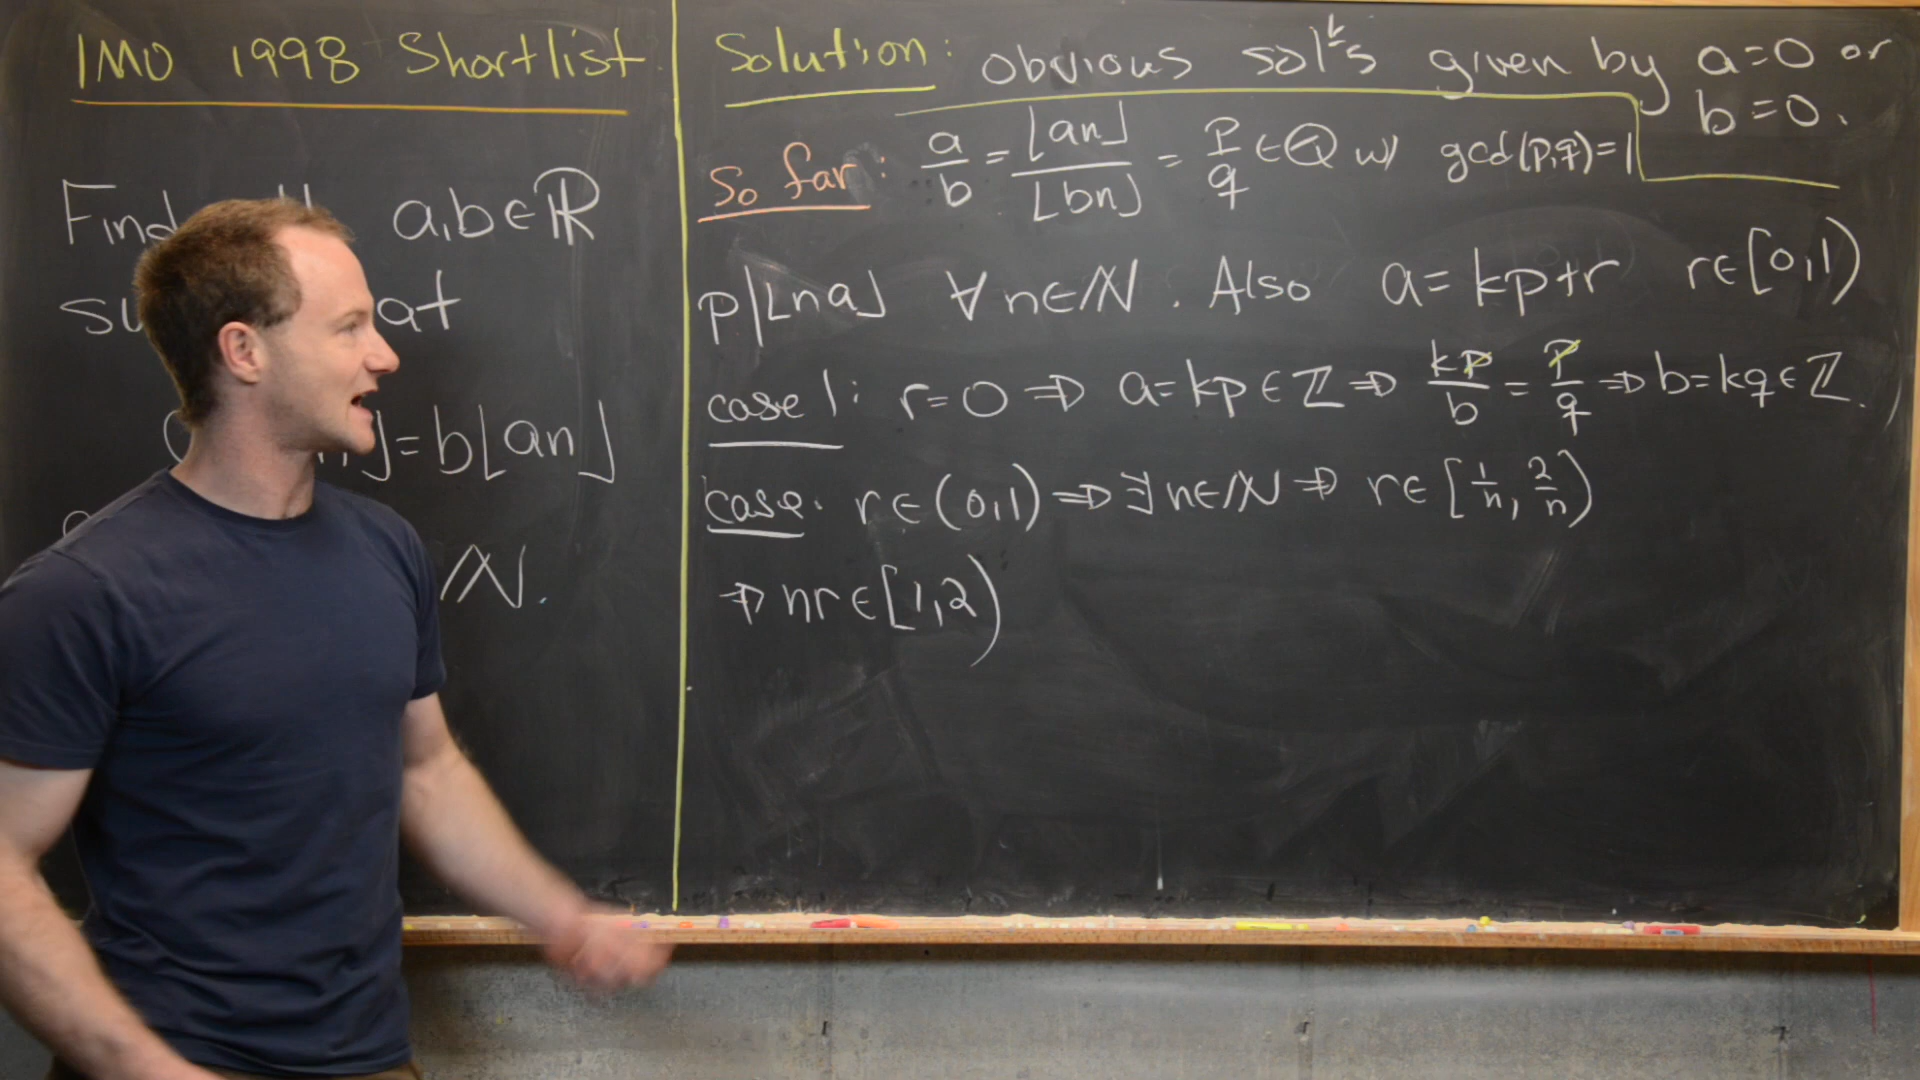 IMO 1998 Shortlist
Find a,b∈ℝ
at
⌋=b⌊an⌋
ℕ.
Solution: obvious sol^t's given by a=0 or
b=0.
So far: a/b = ⌊an⌋/⌊bn⌋ = p/q ∈ℚ w/ gcd(p,q)=1
p|⌊na⌋ ∀n∈ℕ. Also a=kp+r r∈[0,1)
case 1: r=0 ⇒ a=kp∈ℤ ⇒ kp/b = p/q ⇒ b=kq∈ℤ.
case: r∈(0,1) ⇒ ∃n∈ℕ ⇒ r∈[1/n, 2/n)
⇒ nr∈[1,2)